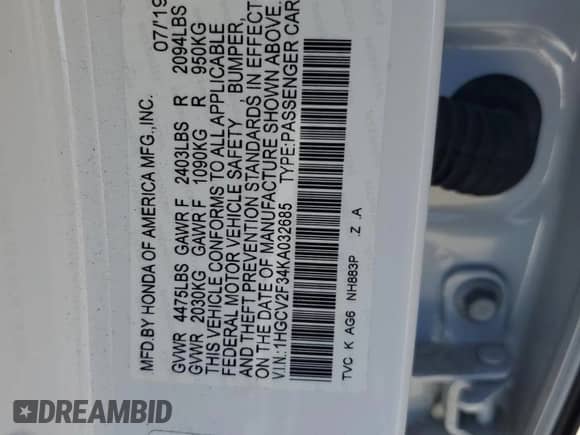 MFD.BY HONDA OF AMERICA MFG.,INC. 07/'19
GVWR 4475LBS GAWR F 2403LBS R 2094LBS
GVWR 2030KG GAWR F 1090KG R 950KG
THIS VEHICLE CONFORMS TO ALL APPLICABLE
FEDERAL MOTOR VEHICLE SAFETY BUMPER,
AND THEFT PREVENTION STANDARDS IN EFFECT
ON THE DATE OF MANUFACTURE SHOWN ABOVE.
V.I.N.:1HGCV2F34KA032685 TYPE:PASSENGER CAR
TVC K AG6 NH883P .Z .A
DREAMBID